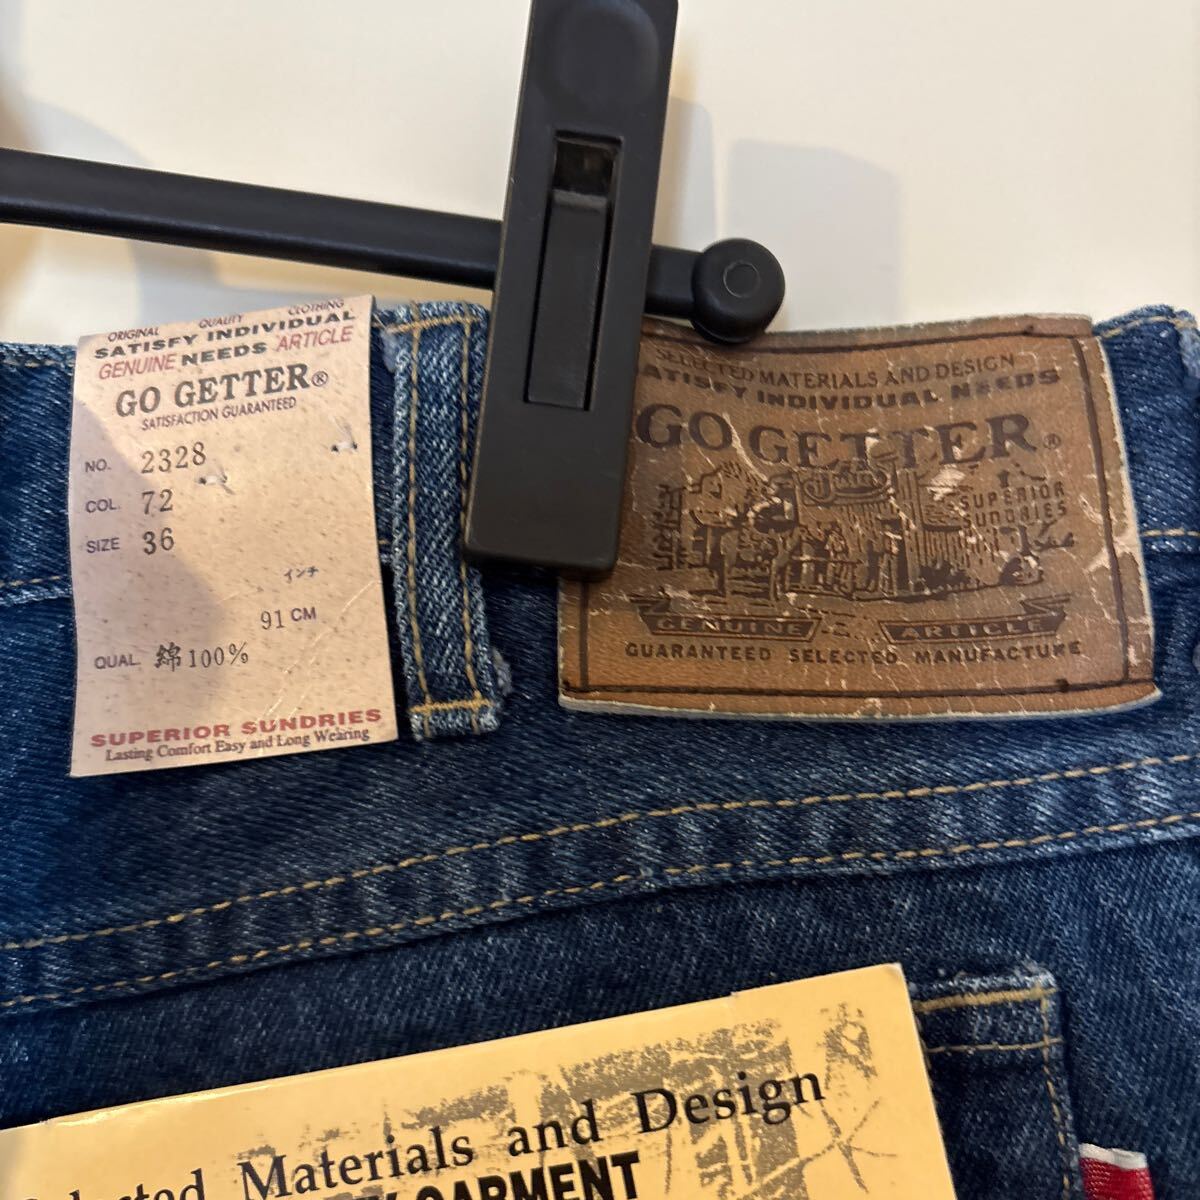 ORIGINAL QUALITY CLOTHING
SATISFY INDIVIDUAL
GENUINE NEEDS ARTICLE
GO GETTER®
SATISFACTION GUARANTEED
NO. 2328
COL. 72
SIZE 36
インチ
91 CM
QUAL. 綿100%
SUPERIOR SUNDRIES
Lasting Comfort Easy and Long Wearing
SELECTED MATERIALS AND DESIGN
ATISFY INDIVIDUAL NEEDS
GO GETTER®
SUPERIOR
SUNDRIES
GENUINE ARTICLE
GUARANTEED SELECTED MANUFACTURE
Selected Materials and Design
GARMENT